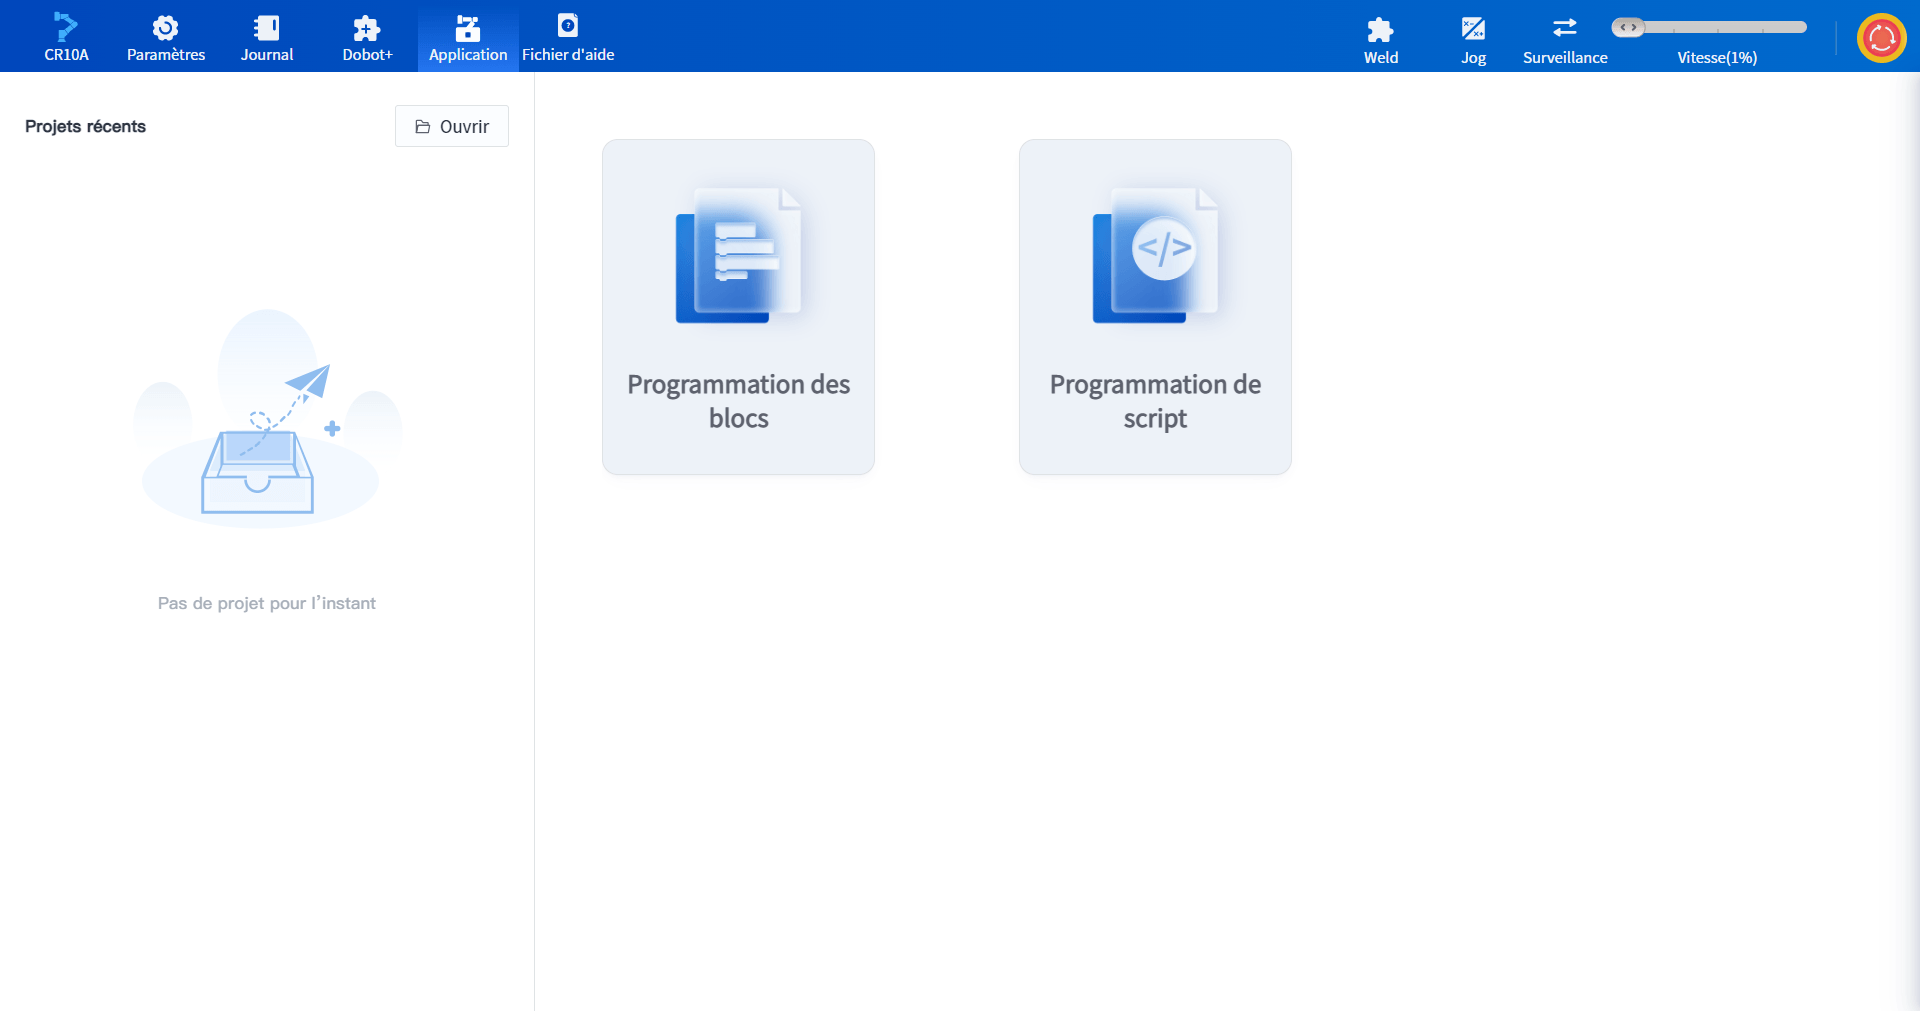 CR10A
Paramètres
Journal
Dobot+
Application
Fichier d'aide
Weld
Jog
Surveillance
Vitesse(1%)
Projets récents
Ouvrir
Pas de projet pour l'instant
Programmation des
blocs
</>
Programmation de
script